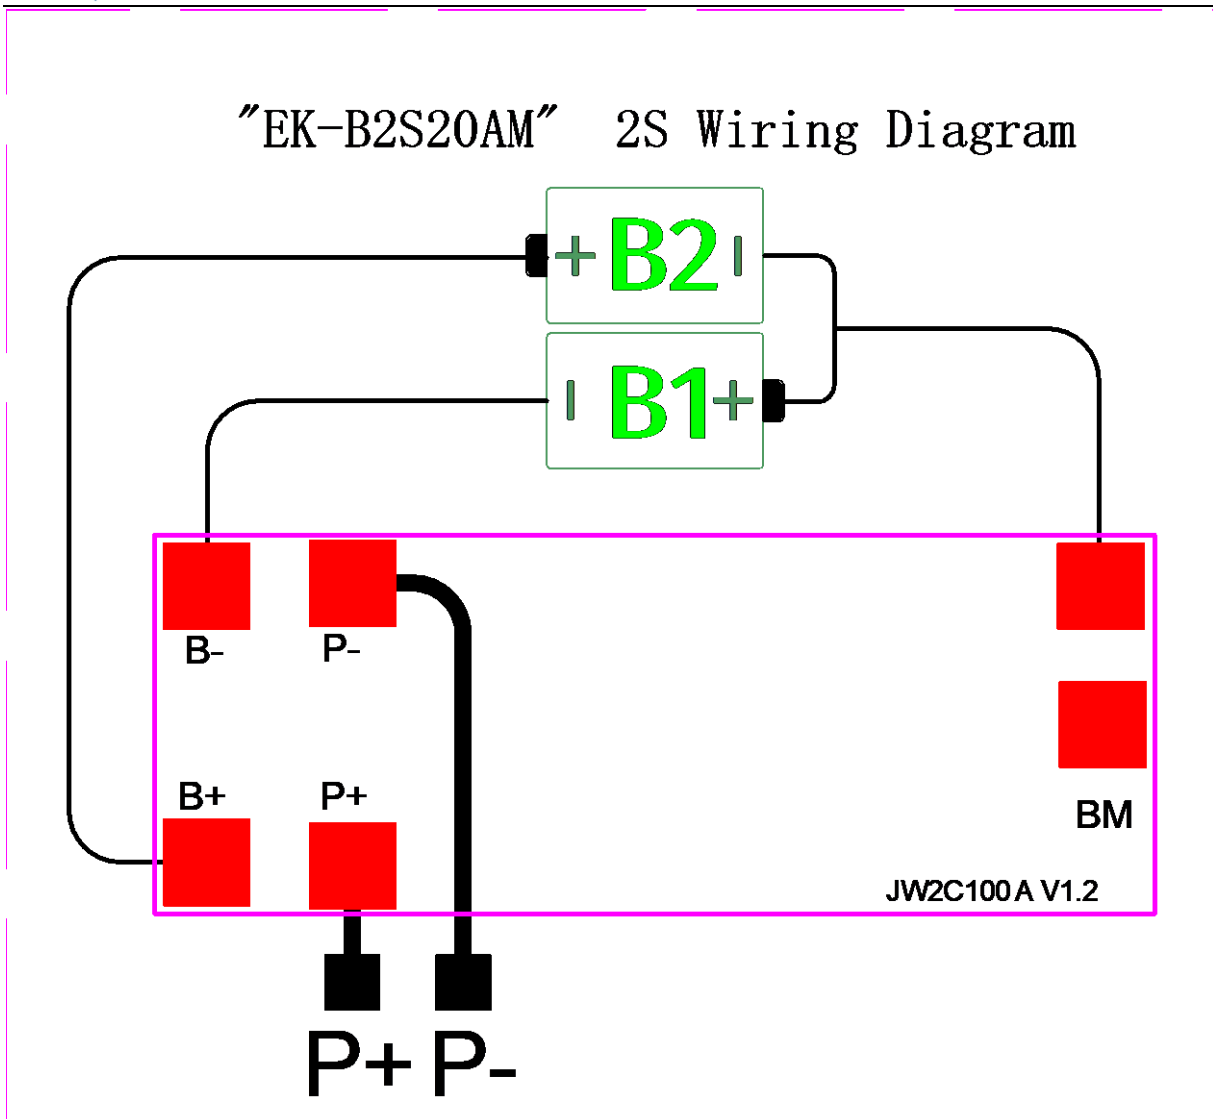 "EK-B2S20AM" 2S Wiring Diagram
+ B2 -
- B1 +
B- P-
B+ P+
BM
JW2C100A V1.2
P+ P-